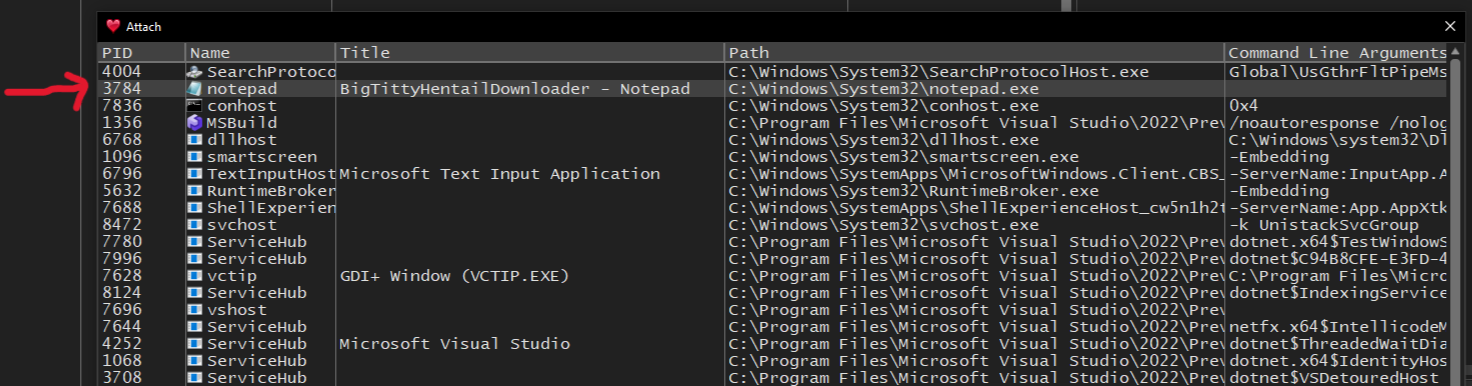 Attach
PID Name Title Path Command Line Arguments
4004 SearchProtoco C:\Windows\System32\SearchProtocolHost.exe Global\UsGthrFltPipeMs
3784 notepad BigTittyHentailDownloader - Notepad C:\Windows\System32\notepad.exe
7836 conhost C:\Windows\System32\conhost.exe 0x4
1356 MSBuild C:\Program Files\Microsoft Visual Studio\2022\Prev /noautoresponse /nolog
6768 dllhost C:\Windows\System32\dllhost.exe C:\Windows\system32\Dl
1096 smartscreen C:\Windows\System32\smartscreen.exe -Embedding
6796 TextInputHost Microsoft Text Input Application C:\Windows\SystemApps\MicrosoftWindows.Client.CBS_ -ServerName:InputApp.A
5632 RuntimeBroker C:\Windows\System32\RuntimeBroker.exe -Embedding
7688 ShellExperien C:\Windows\SystemApps\ShellExperienceHost_cw5n1h2t -ServerName:App.AppXtk
8472 svchost C:\Windows\System32\svchost.exe -k UnistackSvcGroup
7780 ServiceHub C:\Program Files\Microsoft Visual Studio\2022\Prev dotnet.x64$TestWindowS
7996 ServiceHub C:\Program Files\Microsoft Visual Studio\2022\Prev dotnet$C94B8CFE-E3FD-4
7628 vctip GDI+ Window (VCTIP.EXE) C:\Program Files\Microsoft Visual Studio\2022\Prev C:\Program Files\Micro
8124 ServiceHub C:\Program Files\Microsoft Visual Studio\2022\Prev dotnet$IndexingService
7696 vshost C:\Program Files\Microsoft Visual Studio\2022\Prev
7644 ServiceHub C:\Program Files\Microsoft Visual Studio\2022\Prev netfx.x64$IntellicodeM
4252 ServiceHub Microsoft Visual Studio C:\Program Files\Microsoft Visual Studio\2022\Prev dotnet$ThreadedWaitDia
1068 ServiceHub C:\Program Files\Microsoft Visual Studio\2022\Prev dotnet.x64$IdentityHos
3708 ServiceHub C:\Program Files\Microsoft Visual Studio\2022\Prev dotnet$VSDetouredHost